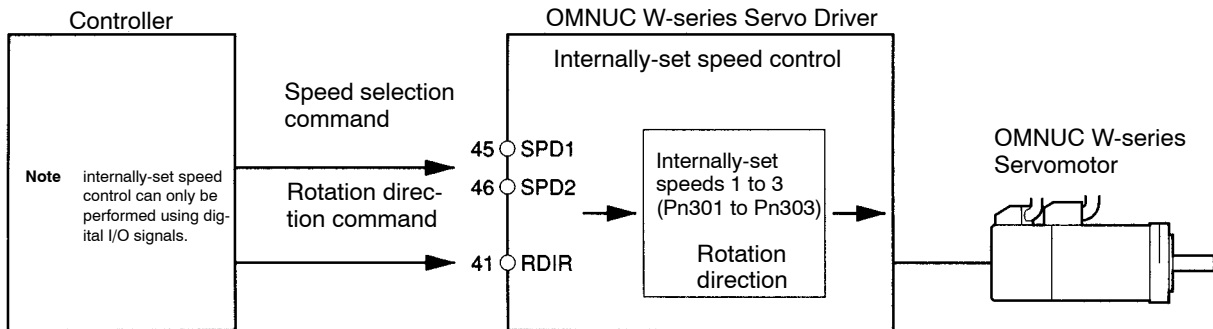 Controller
OMNUC W-series Servo Driver
Internally-set speed control
Speed selection
command
45 SPD1
46 SPD2
Note internally-set speed
control can only be
performed using dig-
ital I/O signals.
Rotation direc-
tion command
41 RDIR
Internally-set
speeds 1 to 3
(Pn301 to Pn303)
Rotation
direction
OMNUC W-series
Servomotor